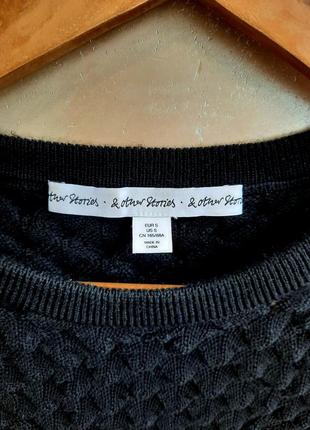 other Stories · & other Stories · & other Stories
EUR S
US S
CN 165/88A
MADE IN
CHINA